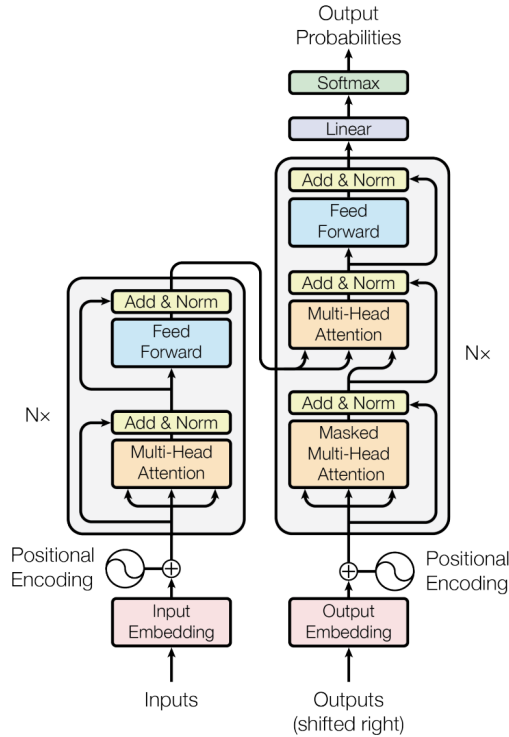 Output
Probabilities
Softmax
Linear
Add & Norm
Feed
Forward
Add & Norm
Multi-Head
Attention
Add & Norm
Masked
Multi-Head
Attention
N×
Add & Norm
Feed
Forward
Add & Norm
Multi-Head
Attention
N×
Positional
Encoding
Positional
Encoding
Input
Embedding
Output
Embedding
Inputs
Outputs
(shifted right)